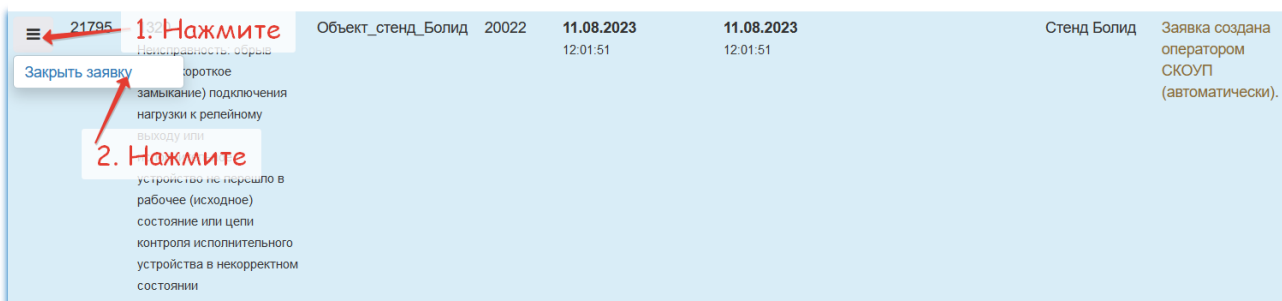 21795
1. Нажмите
Объект_стенд_Болид
20022
11.08.2023
12:01:51
11.08.2023
12:01:51
Стенд Болид
Заявка создана
оператором
СКОУП
(автоматически).
Закрыть заявку
Неисправность: обрыв
короткое
замыкание) подключения
нагрузки к релейному
выходу или
2. Нажмите
устройство не перешло в
рабочее (исходное)
состояние или цепи
контроля исполнительного
устройства в некорректном
состоянии